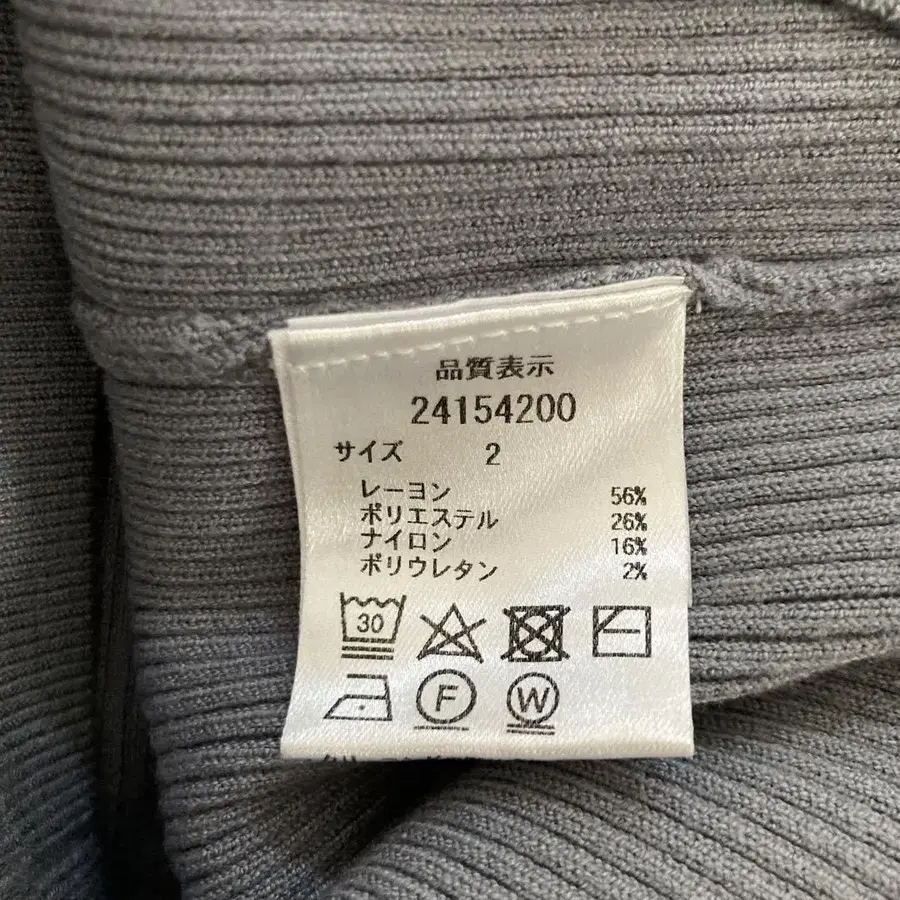 品質表示
24154200
サイズ 2
レーヨン 56%
ポリエステル 26%
ナイロン 16%
ポリウレタン 2%
30
F W